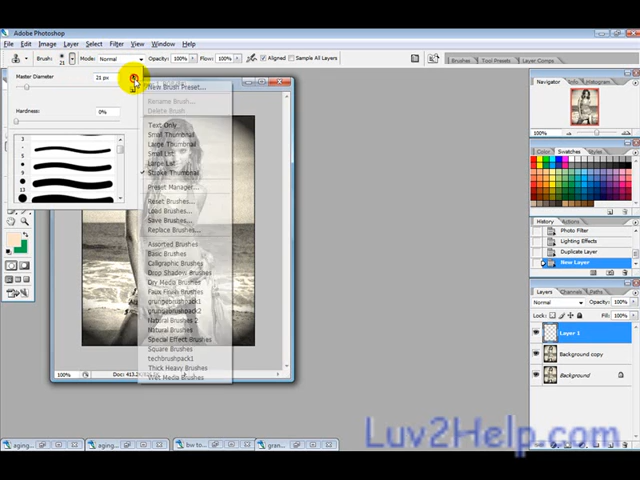 Adobe Photoshop
File Edit Image Layer Select Filter View Window Help
Brush: 21 Mode: Normal Opacity: 100% Flow: 100% Aligned Sample All Layers Brushes Tool Presets Layer Comps
Master Diameter 21 px
Hardness: 0%
5
9
13
New Brush Preset...
Rename Brush...
Delete Brush
Text Only
Small Thumbnail
Large Thumbnail
Small List
Large List
Stroke Thumbnail
Preset Manager...
Reset Brushes...
Load Brushes...
Save Brushes...
Replace Brushes...
Assorted Brushes
Basic Brushes
Calligraphic Brushes
Drop Shadow Brushes
Dry Media Brushes
Faux Finish Brushes
grungebrushpack1
grungebrushpack2
Natural Brushes 2
Natural Brushes
Special Effect Brushes
Square Brushes
techbrushpack1
Thick Heavy Brushes
Wet Media Brushes
100% Doc: 413.2
Navigator Info Histogram
100%
Color Swatches Styles
History Actions
Photo Filter
Lighting Effects
Duplicate Layer
New Layer
Layers Channels Paths
Normal Opacity: 100%
Lock: Fill: 100%
Layer 1
Background copy
Background
aging... aging... bw to... gran...
Luv2Help.com